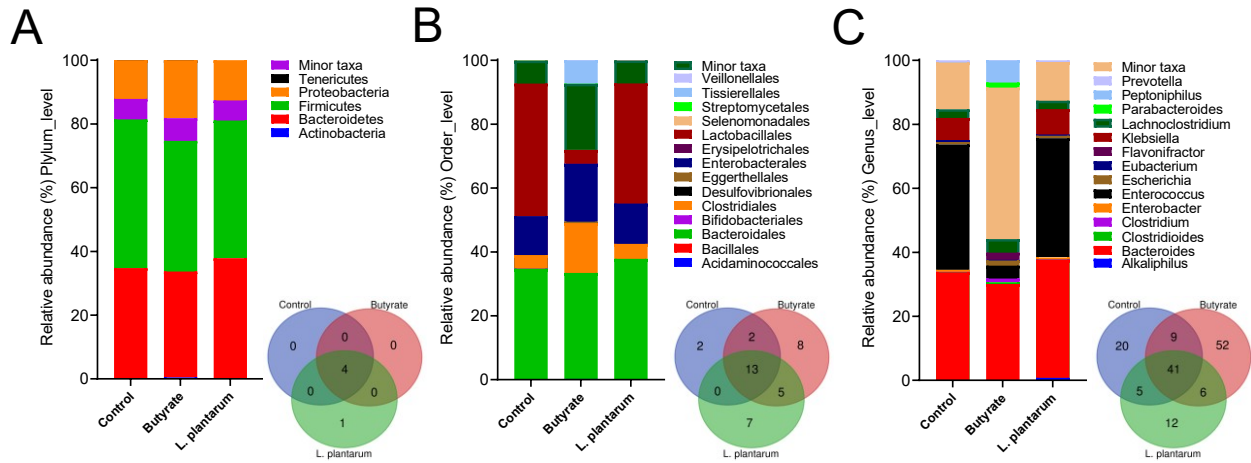 A
Relative abundance (%) Plylum_level
100
80
60
40
20
0
Control
Butyrate
L. plantarum
Minor taxa
Tenericutes
Proteobacteria
Firmicutes
Bacteroidetes
Actinobacteria
Control
Butyrate
0
0
0
4
0
0
1
L. plantarum
B
Relative abundance (%) Order_level
100
80
60
40
20
0
Control
Butyrate
L. plantarum
Minor taxa
Veillonellales
Tissierellales
Streptomycetales
Selenomonadales
Lactobacillales
Erysipelotrichales
Enterobacterales
Eggerthellales
Desulfovibrionales
Clostridiales
Bifidobacteriales
Bacteroidales
Bacillales
Acidaminococcales
Control
Butyrate
2
2
8
13
0
5
7
L. plantarum
C
Relative abundance (%) Genus_level
100
80
60
40
20
0
Control
Butyrate
L. plantarum
Minor taxa
Prevotella
Peptoniphilus
Parabacteroides
Lachnoclostridium
Klebsiella
Flavonifractor
Eubacterium
Escherichia
Enterococcus
Enterobacter
Clostridium
Clostridioides
Bacteroides
Alkaliphilus
Control
Butyrate
20
9
52
41
5
6
12
L. plantarum